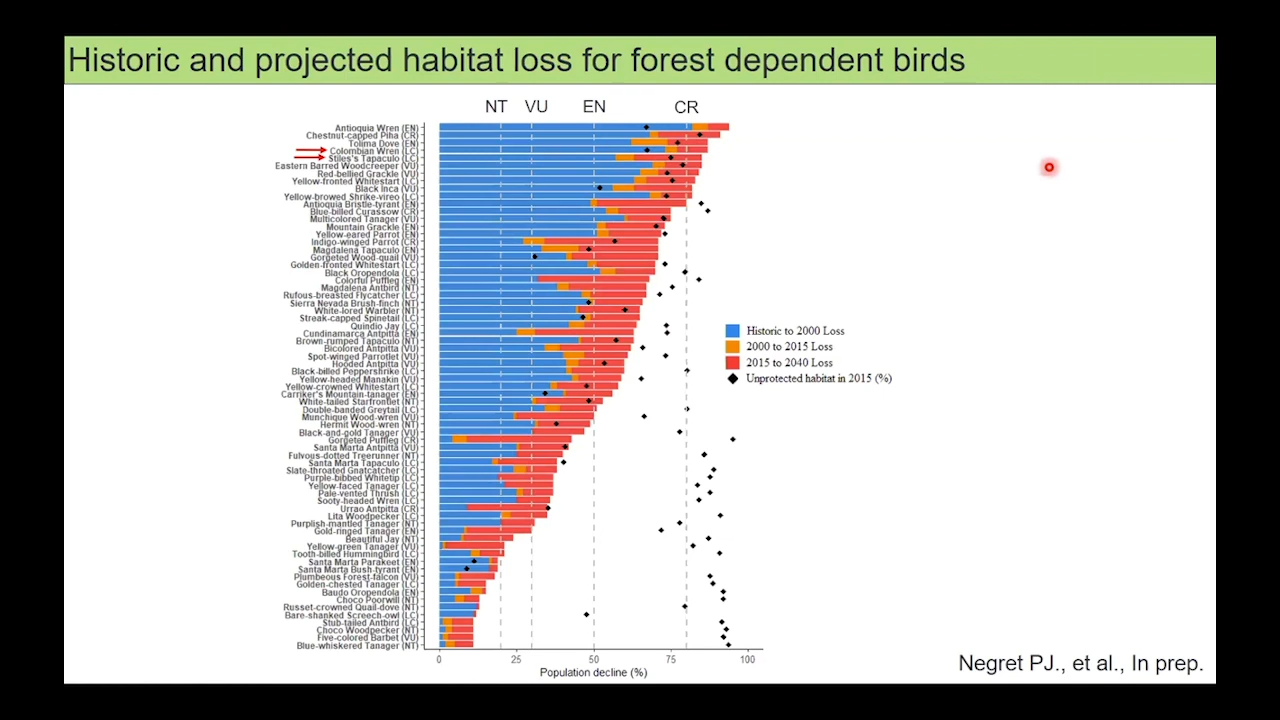 Historic and projected habitat loss for forest dependent birds
NT VU EN CR
Antioquia Wren (EN)
Chestnut-capped Piha (CR)
Tolima Dove (EN)
Colombian Wren (LC)
Stiles's Tapaculo (LC)
Eastern Barred Woodcreeper (VU)
Red-bellied Grackle (VU)
Yellow-fronted Whitestart (LC)
Black Inca (VU)
Yellow-browed Shrike-vireo (LC)
Antioquia Bristle-tyrant (EN)
Blue-billed Curassow (CR)
Multicolored Tanager (VU)
Mountain Grackle (EN)
Yellow-eared Parrot (EN)
Indigo-winged Parrot (CR)
Magdalena Tapaculo (EN)
Gorgeted Wood-quail (VU)
Golden-fronted Whitestart (LC)
Black Oropendola (LC)
Colorful Puffleg (EN)
Magdalena Antbird (NT)
Rufous-breasted Flycatcher (LC)
Sierra Nevada Brush-finch (NT)
White-lored Warbler (NT)
Streak-capped Spinetail (LC)
Quindio Jay (LC)
Cundinamarca Antpitta (EN)
Brown-rumped Tapaculo (NT)
Bicolored Antpitta (VU)
Spot-winged Parrotlet (VU)
Hooded Antpitta (VU)
Black-billed Peppershrike (LC)
Yellow-headed Manakin (VU)
Yellow-crowned Whitestart (LC)
Carriker's Mountain-tanager (EN)
White-tailed Starfrontlet (NT)
Double-banded Greytail (LC)
Munchique Wood-wren (VU)
Hermit Wood-wren (NT)
Black-and-gold Tanager (VU)
Gorgeted Puffleg (CR)
Santa Marta Antpitta (VU)
Fulvous-dotted Treerunner (NT)
Santa Marta Tapaculo (LC)
Slate-throated Gnatcatcher (LC)
Purple-bibbed Whitetip (LC)
Yellow-faced Tanager (LC)
Pale-vented Thrush (LC)
Sooty-headed Wren (LC)
Urrao Antpitta (CR)
Lita Woodpecker (LC)
Purplish-mantled Tanager (NT)
Gold-ringed Tanager (EN)
Beautiful Jay (NT)
Yellow-green Tanager (VU)
Tooth-billed Hummingbird (LC)
Santa Marta Parakeet (EN)
Santa Marta Bush-tyrant (EN)
Plumbeous Forest-falcon (VU)
Golden-chested Tanager (LC)
Baudo Oropendola (EN)
Choco Poorwill (NT)
Russet-crowned Quail-dove (NT)
Bare-shanked Screech-owl (LC)
Stub-tailed Antbird (LC)
Choco Woodpecker (NT)
Five-colored Barbet (VU)
Blue-whiskered Tanager (NT)
0 25 50 75 100
Population decline (%)
Historic to 2000 Loss
2000 to 2015 Loss
2015 to 2040 Loss
Unprotected habitat in 2015 (%)
Negret PJ., et al., In prep.